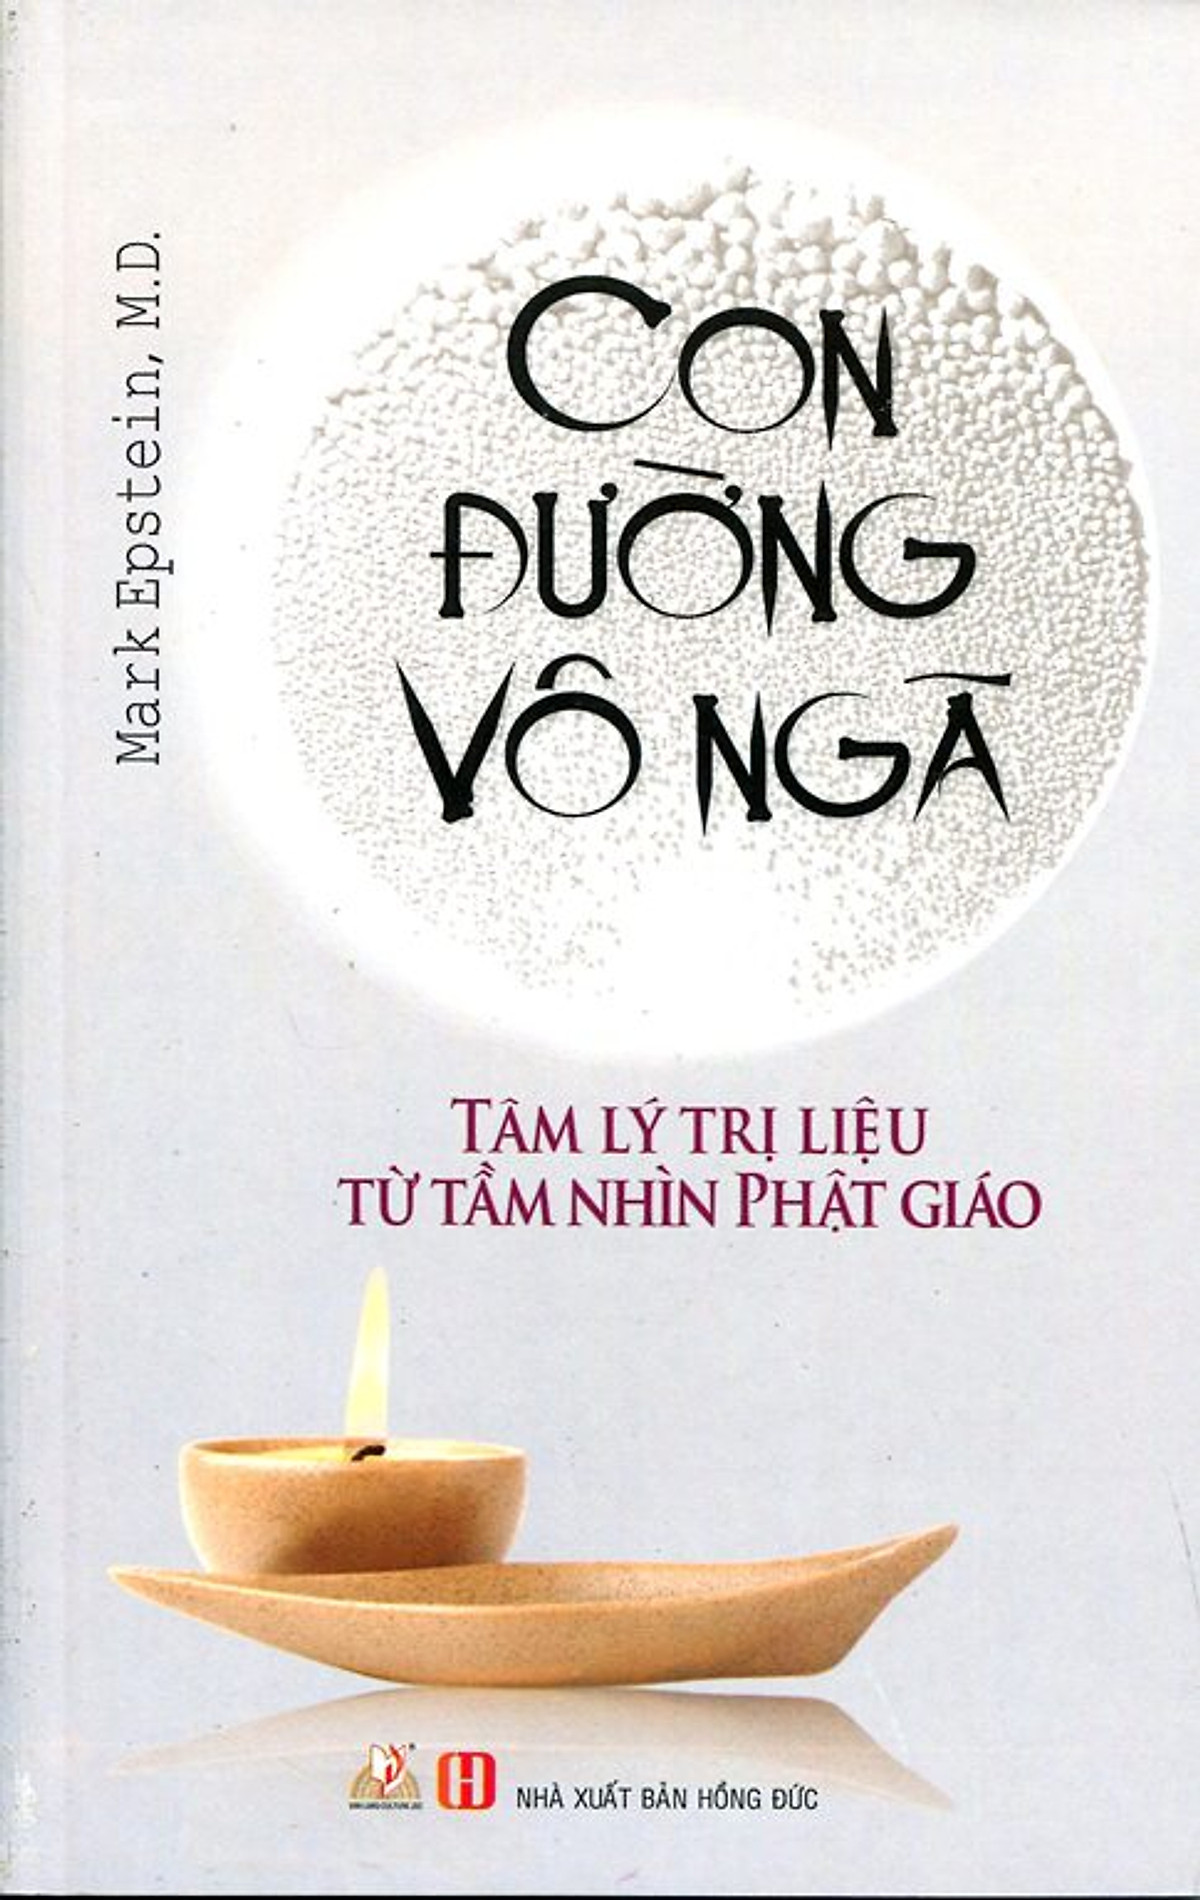 Mark Epstein, M.D.
CON
ĐƯỜNG
VÔ NGÃ
TÂM LÝ TRỊ LIỆU
TỪ TẦM NHÌN PHẬT GIÁO
NHÀ XUẤT BẢN HỒNG ĐỨC